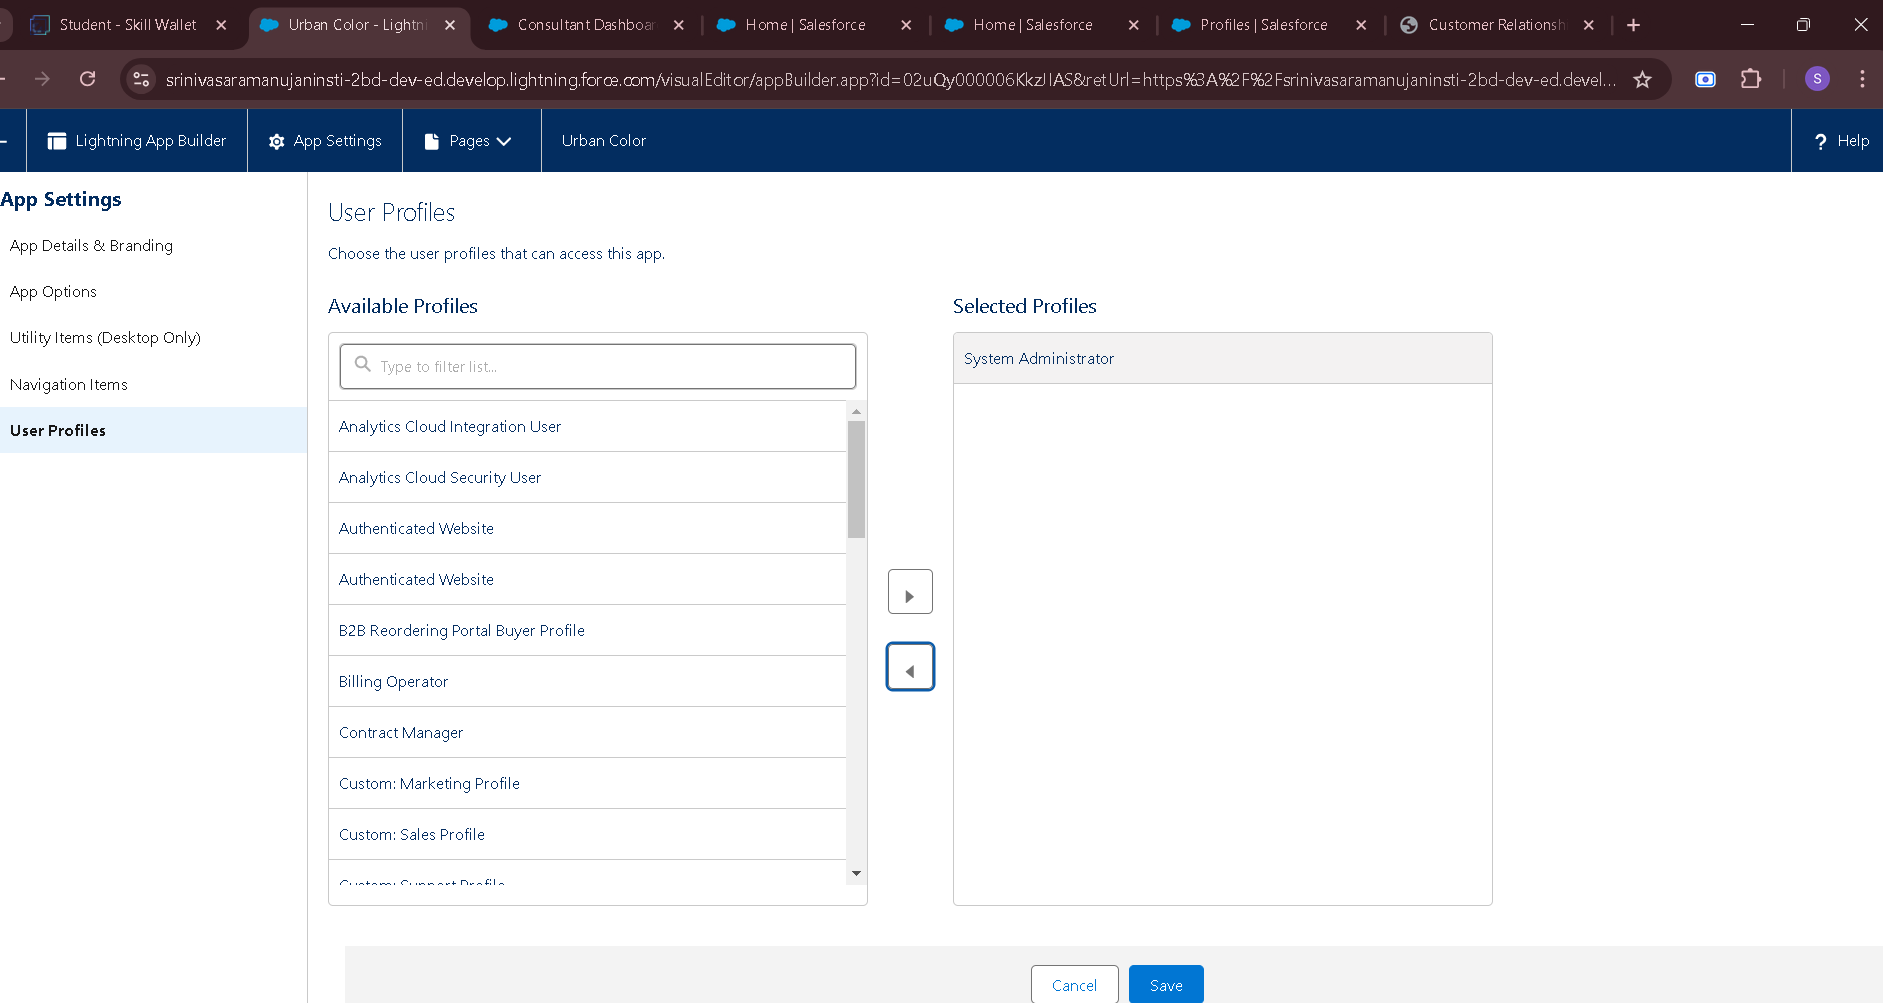 Student - Skill Wallet
Urban Color - Lightni
Consultant Dashboar
Home | Salesforce
Home | Salesforce
Profiles | Salesforce
Customer Relationsh
srinivasaramanujaninsti-2bd-dev-ed.develop.lightning.force.com/visualEditor/appBuilder.app?id=02uQy000006KkzJIAS&retUrl=https%3A%2F%2Fsrinivasaramanujaninsti-2bd-dev-ed.devel...
S
Lightning App Builder
App Settings
Pages
Urban Color
? Help
App Settings
App Details & Branding
App Options
Utility Items (Desktop Only)
Navigation Items
User Profiles
User Profiles
Choose the user profiles that can access this app.
Available Profiles
Type to filter list...
Analytics Cloud Integration User
Analytics Cloud Security User
Authenticated Website
Authenticated Website
B2B Reordering Portal Buyer Profile
Billing Operator
Contract Manager
Custom: Marketing Profile
Custom: Sales Profile
Custom: Support Profile
Selected Profiles
System Administrator
Cancel
Save